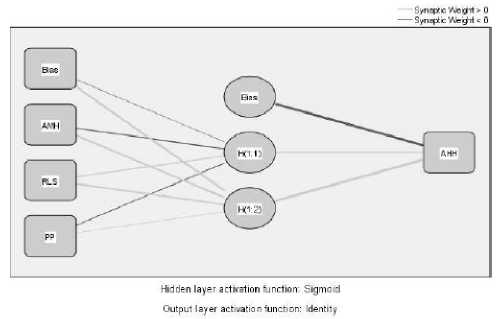 Synaptic Weight > 0
Synaptic Weight < 0
Bias
Bias
AMH
H(1:1)
AHH
RLS
H(1:2)
PP
Hidden layer activation function: Sigmoid
Output layer activation function: Identity